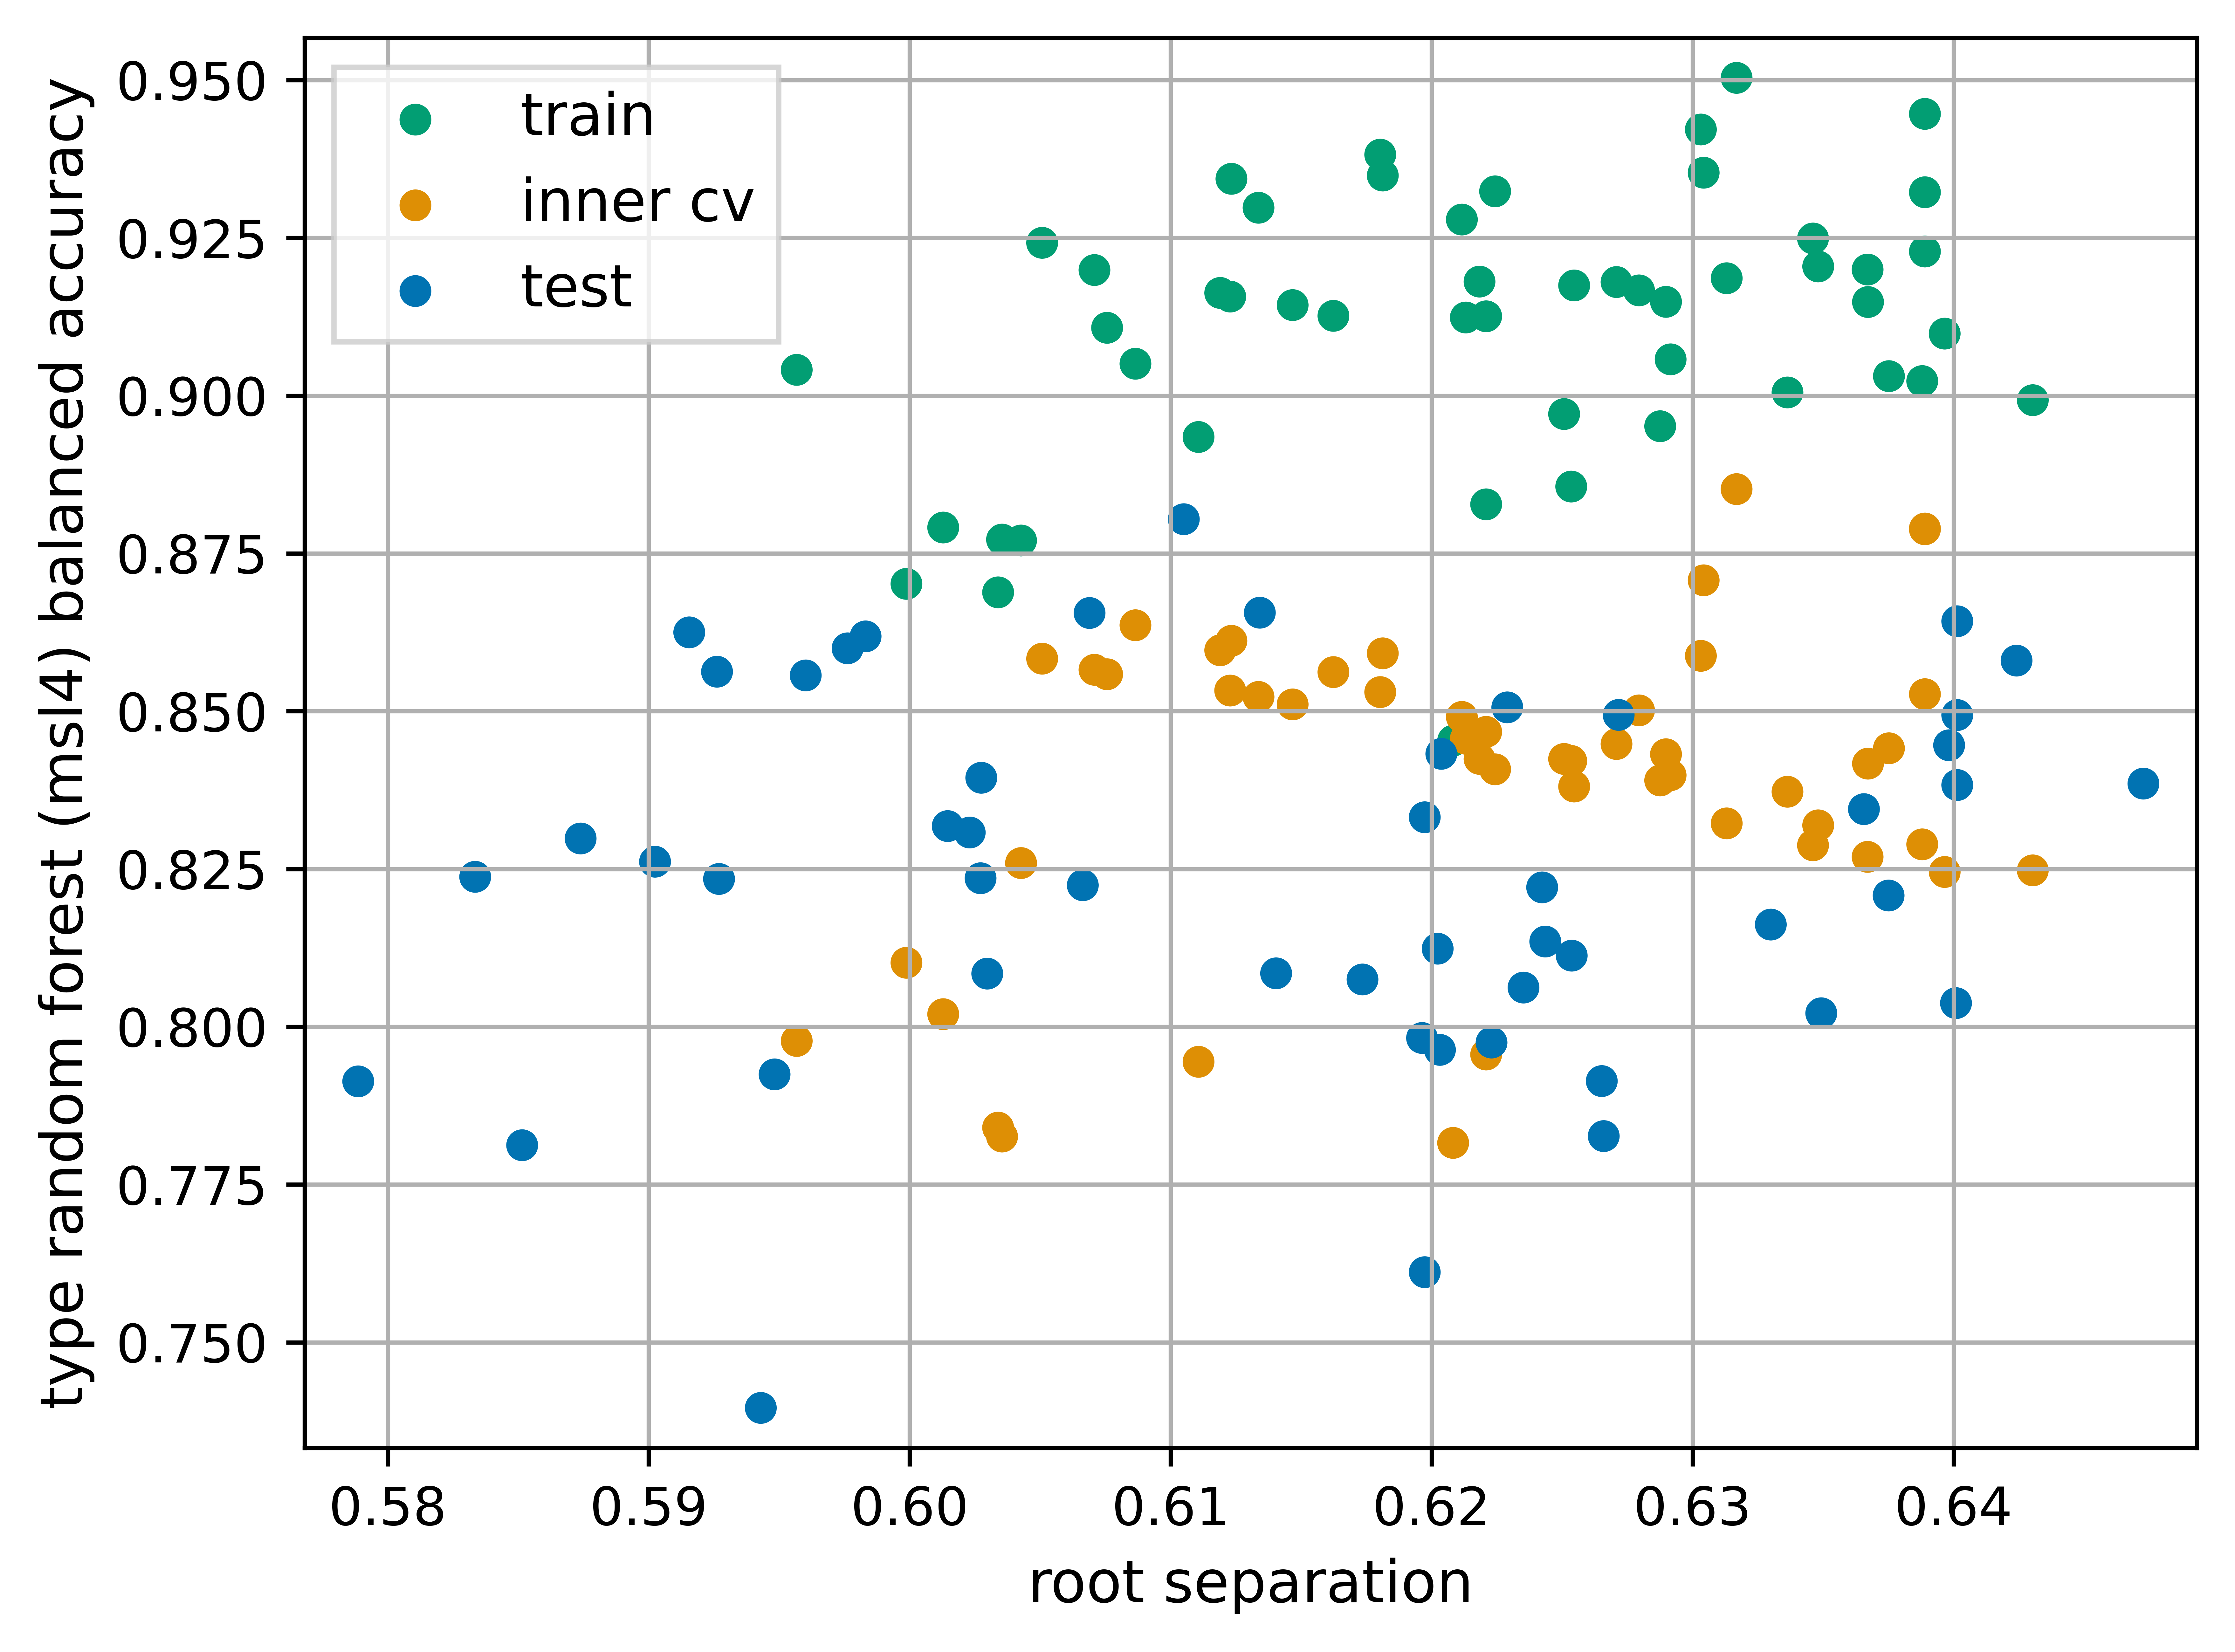 train
inner cv
test
type random forest (msl4) balanced accuracy
0.950
0.925
0.900
0.875
0.850
0.825
0.800
0.775
0.750
0.58 0.59 0.60 0.61 0.62 0.63 0.64
root separation